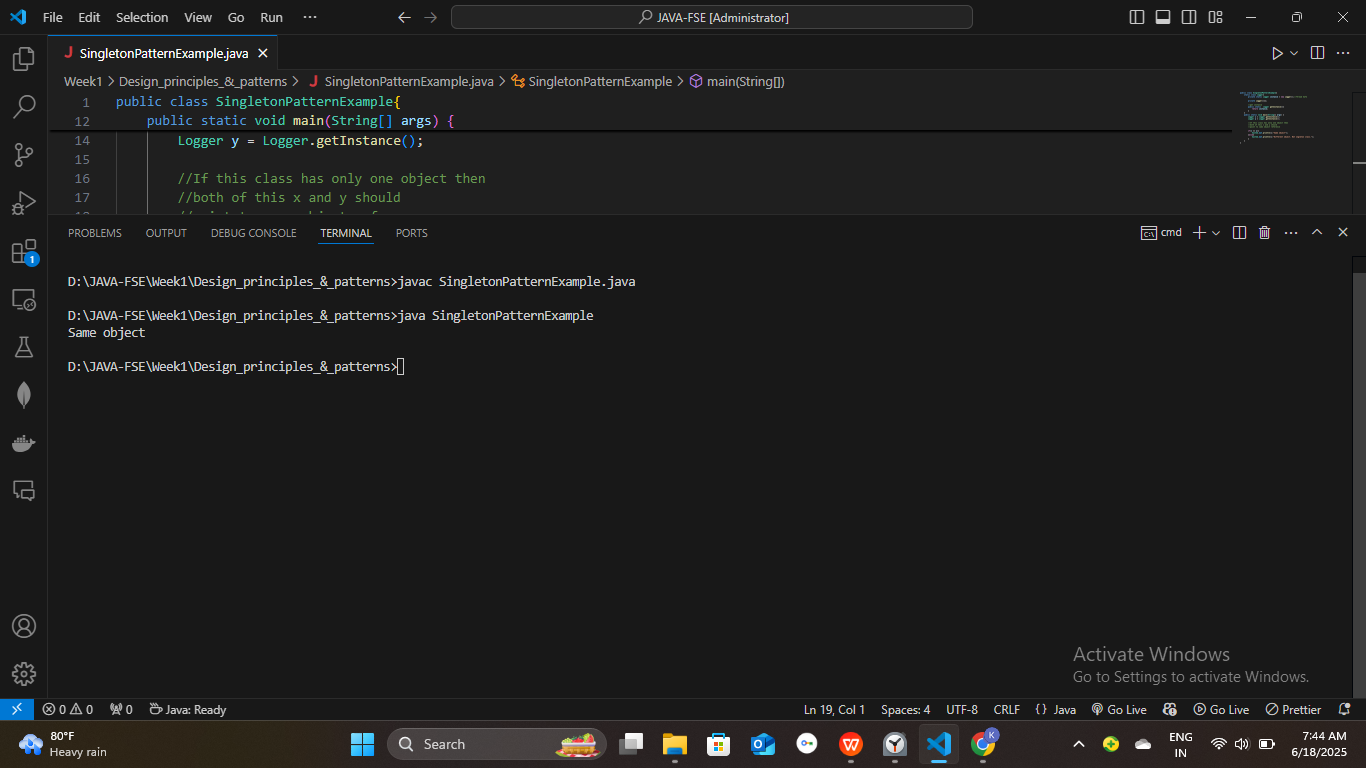 File Edit Selection View Go Run ···
JAVA-FSE [Administrator]
SingletonPatternExample.java
Week1 > Design_principles_&_patterns > J SingletonPatternExample.java > SingletonPatternExample > main(String[])
1 public class SingletonPatternExample{
12 public static void main(String[] args) {
14 Logger y = Logger.getInstance();
15
16 //If this class has only one object then
17 //both of this x and y should
PROBLEMS OUTPUT DEBUG CONSOLE TERMINAL PORTS
cmd
1
D:\JAVA-FSE\Week1\Design_principles_&_patterns>javac SingletonPatternExample.java
D:\JAVA-FSE\Week1\Design_principles_&_patterns>java SingletonPatternExample
Same object
D:\JAVA-FSE\Week1\Design_principles_&_patterns>
Activate Windows
Go to Settings to activate Windows.
0 0 0 Java: Ready
Ln 19, Col 1 Spaces: 4 UTF-8 CRLF {} Java Go Live Go Live Prettier
80°F
Heavy rain
Search
K
ENG
IN
7:44 AM
6/18/2025